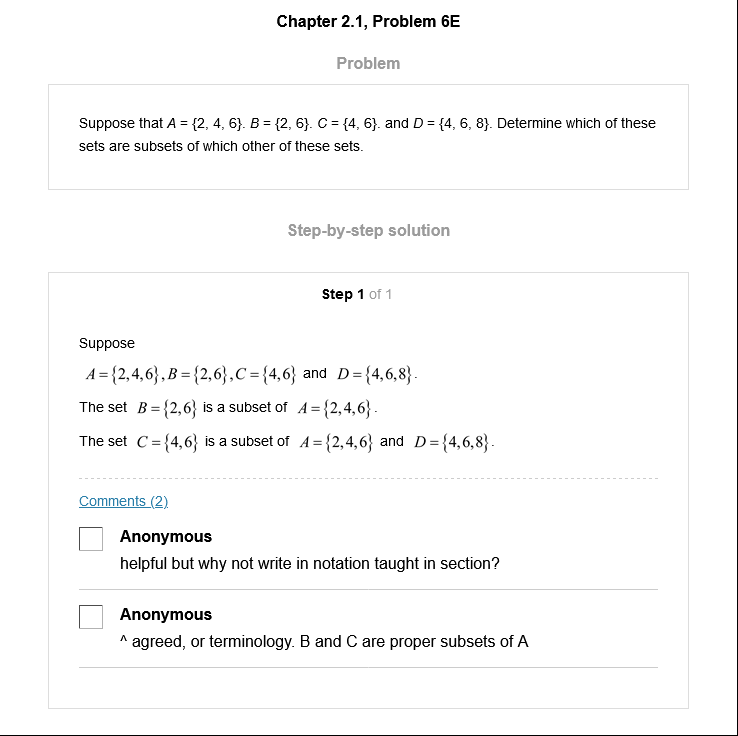 Chapter 2.1, Problem 6E
Problem
Suppose that A = {2, 4, 6}. B = {2, 6}. C = {4, 6}. and D = {4, 6, 8}. Determine which of these
sets are subsets of which other of these sets.
Step-by-step solution
Step 1 of 1
Suppose
A={2,4,6},B={2,6},C={4,6} and D={4,6,8}.
The set B={2,6} is a subset of A={2,4,6}.
The set C={4,6} is a subset of A={2,4,6} and D={4,6,8}.
Comments (2)
Anonymous
helpful but why not write in notation taught in section?
Anonymous
^ agreed, or terminology. B and C are proper subsets of A